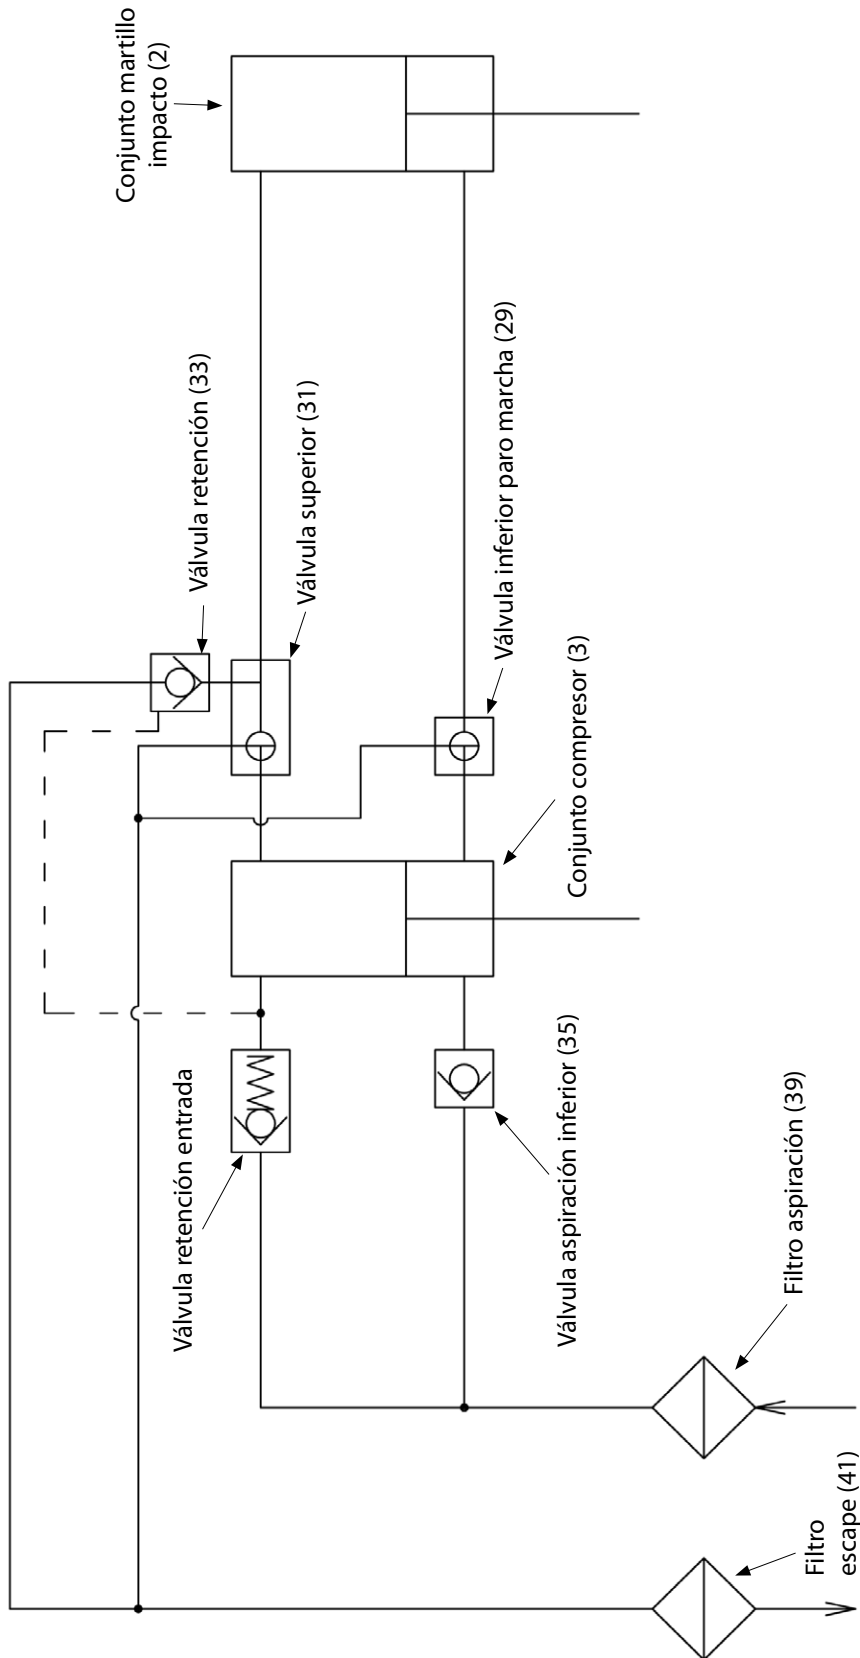 Conjunto martillo
impacto (2)
Válvula retención (33)
Válvula superior (31)
Válvula inferior paro marcha (29)
Conjunto compresor (3)
Válvula retención entrada
Válvula aspiración inferior (35)
Filtro aspiración (39)
Filtro
escape (41)